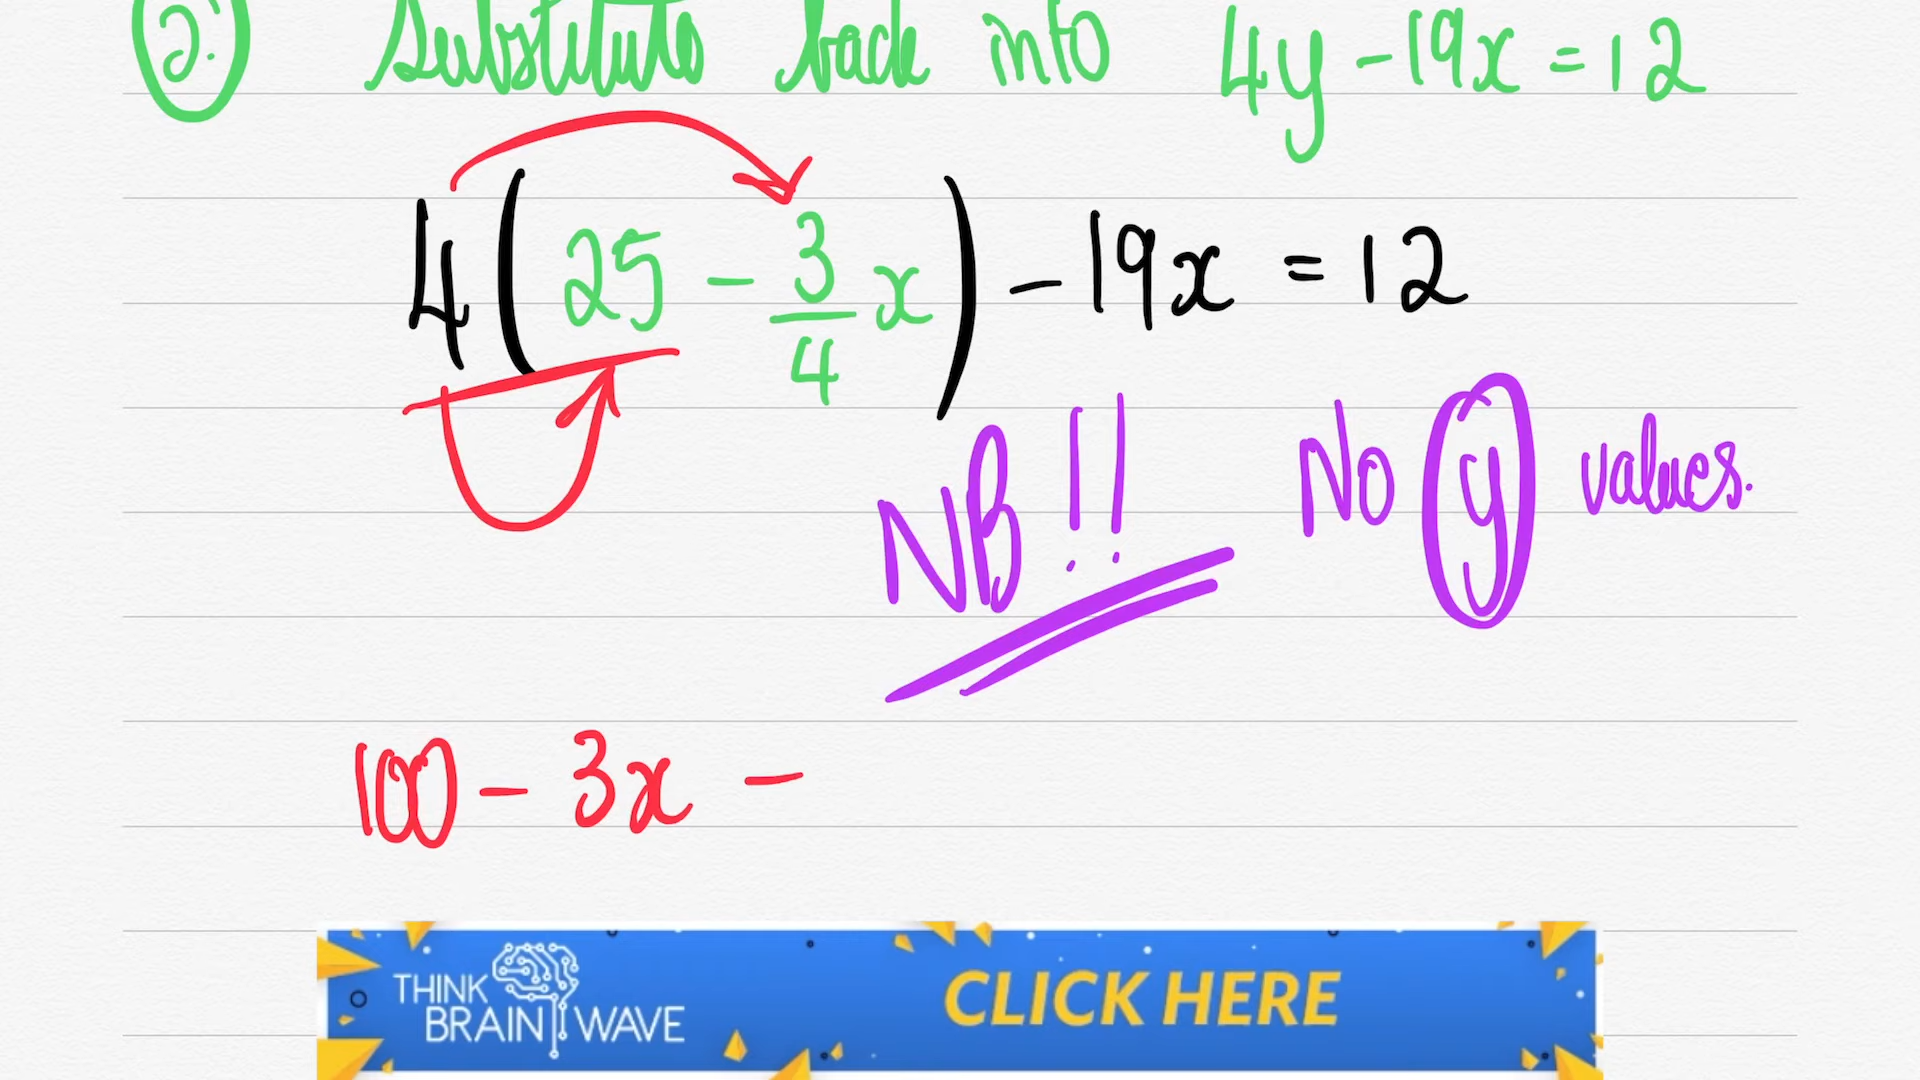 2. Substitute back into 4y - 19x = 12
4(25 - 3/4 x) - 19x = 12
NB!! No y values.
100 - 3x -
THINK BRAIN WAVE
CLICK HERE